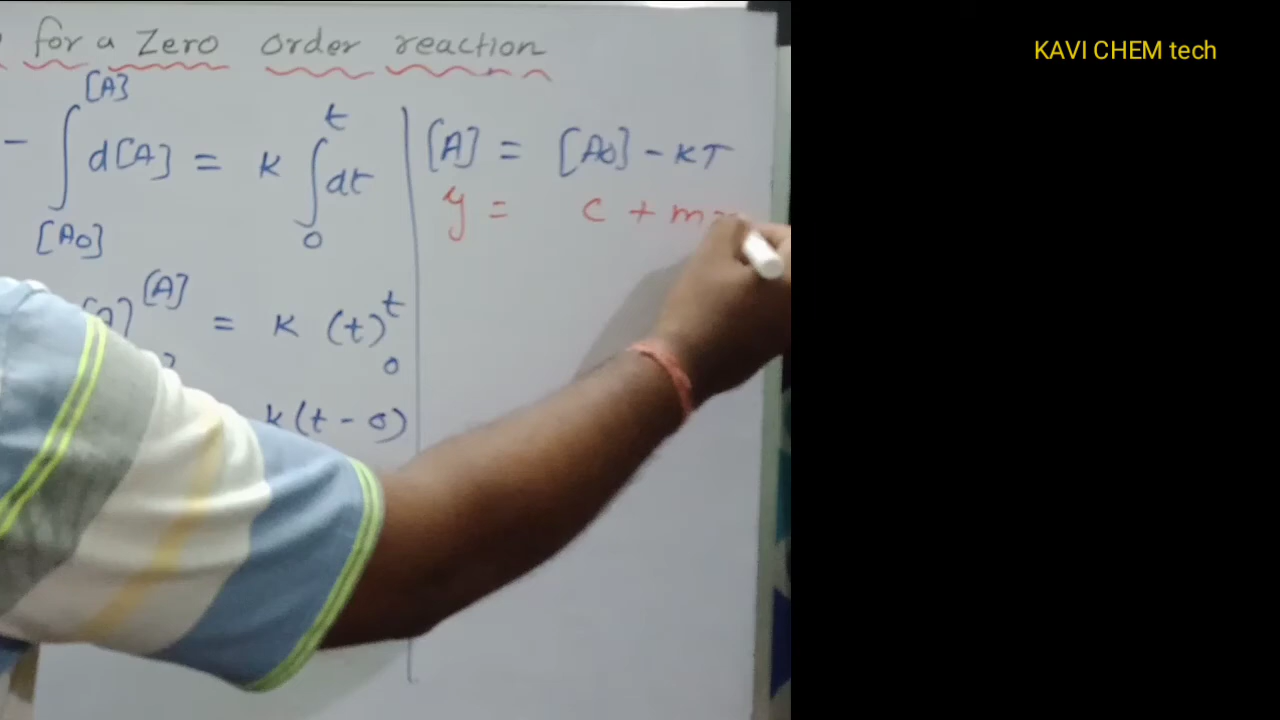 for a Zero order reaction
KAVI CHEM tech
[A]
- ∫ d[A] = k ∫ dt
t
[A0]
0
[A] = k (t) t
0
k(t - 0)
[A] = [A0] - KT
y = c + m